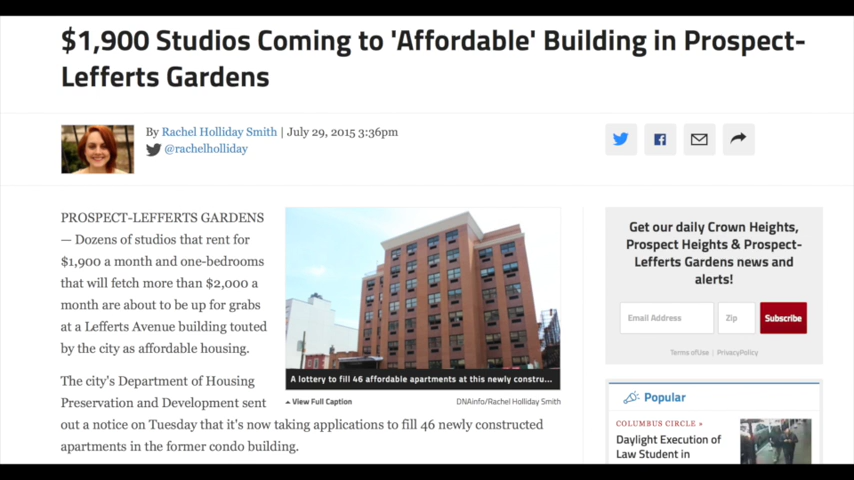 $1,900 Studios Coming to 'Affordable' Building in Prospect-
Lefferts Gardens
By Rachel Holliday Smith | July 29, 2015 3:36pm
@rachelholliday
PROSPECT-LEFFERTS GARDENS
— Dozens of studios that rent for
$1,900 a month and one-bedrooms
that will fetch more than $2,000 a
month are about to be up for grabs
at a Lefferts Avenue building touted
by the city as affordable housing.
A lottery to fill 46 affordable apartments at this newly constru...
View Full Caption
DNAinfo/Rachel Holliday Smith
The city's Department of Housing
Preservation and Development sent
out a notice on Tuesday that it's now taking applications to fill 46 newly constructed
apartments in the former condo building.
Get our daily Crown Heights,
Prospect Heights & Prospect-
Lefferts Gardens news and
alerts!
Email Address
Zip
Subscribe
Terms of Use | PrivacyPolicy
Popular
COLUMBUS CIRCLE »
Daylight Execution of
Law Student in